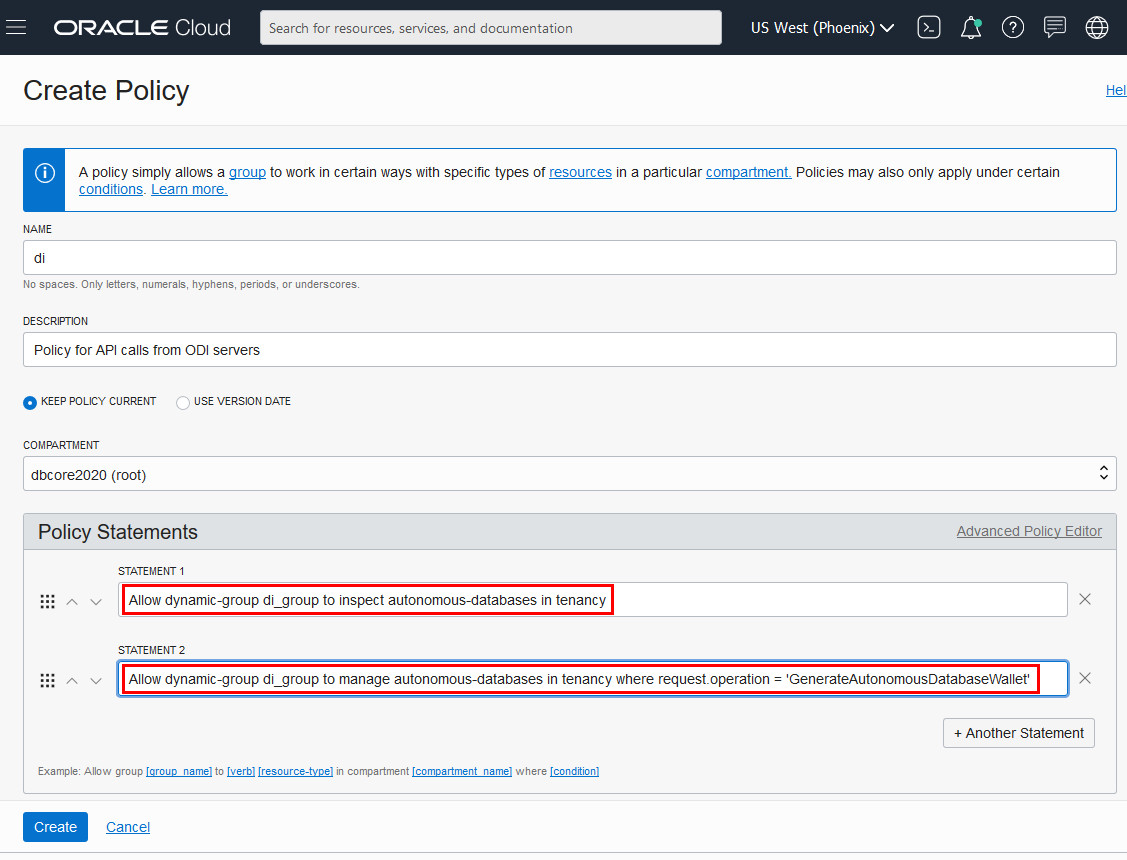 ORACLE Cloud
Search for resources, services, and documentation
US West (Phoenix)
Create Policy
Hel
A policy simply allows a group to work in certain ways with specific types of resources in a particular compartment. Policies may also only apply under certain
conditions. Learn more.
NAME
di
No spaces. Only letters, numerals, hyphens, periods, or underscores.
DESCRIPTION
Policy for API calls from ODI servers
KEEP POLICY CURRENT USE VERSION DATE
COMPARTMENT
dbcore2020 (root)
Policy Statements Advanced Policy Editor
STATEMENT 1
Allow dynamic-group di_group to inspect autonomous-databases in tenancy
STATEMENT 2
Allow dynamic-group di_group to manage autonomous-databases in tenancy where request.operation = 'GenerateAutonomousDatabaseWallet'
+ Another Statement
Example: Allow group [group_name] to [verb] [resource-type] in compartment [compartment_name] where [condition]
Create Cancel